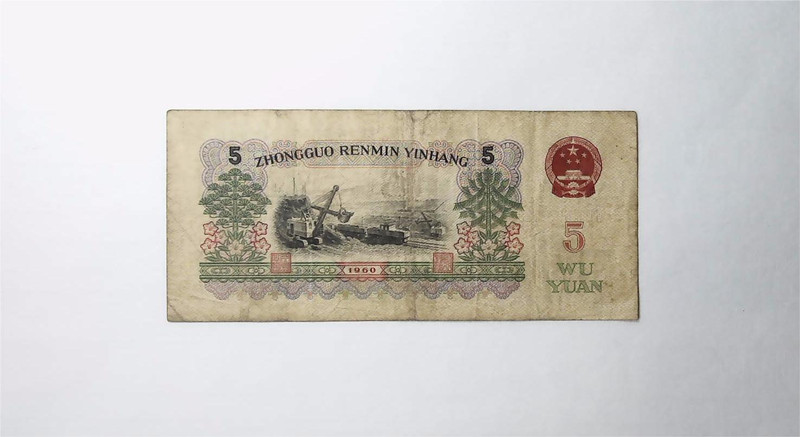 5 ZHONGGUO RENMIN YINHANG 5
5
WU
YUAN
1960